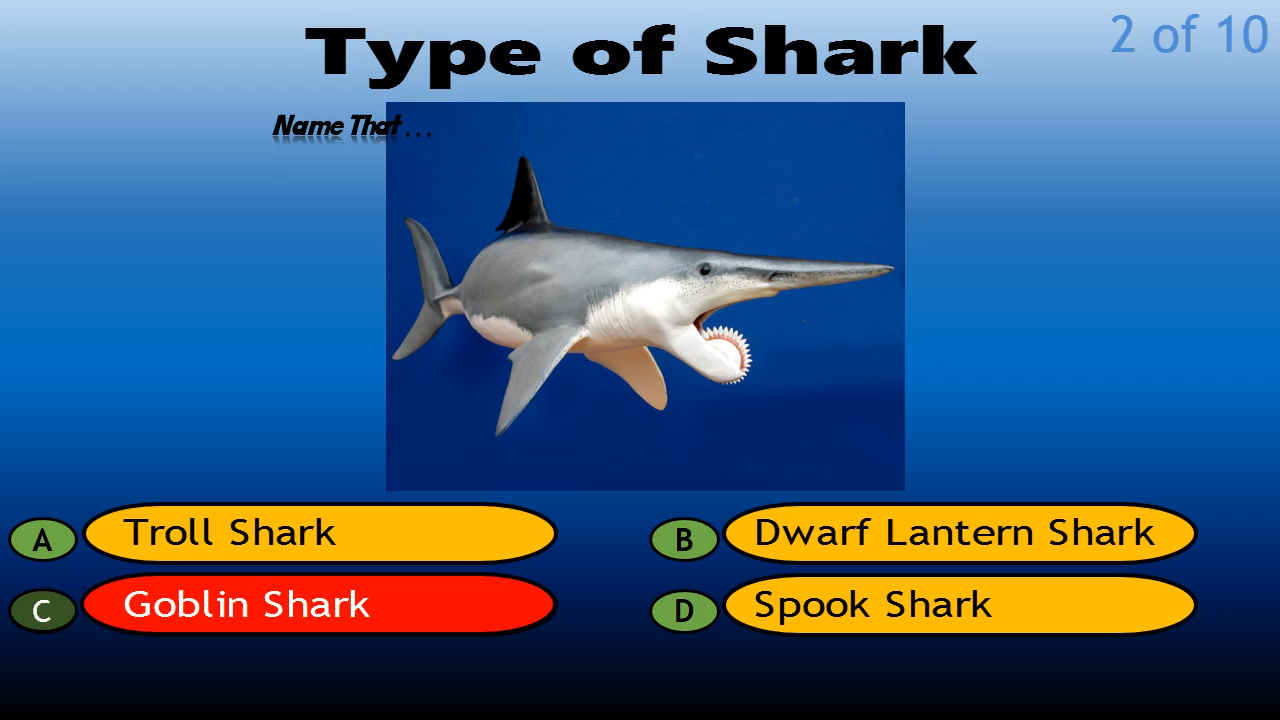 Type of Shark
2 of 10
Name That . . .
A Troll Shark
B Dwarf Lantern Shark
C Goblin Shark
D Spook Shark